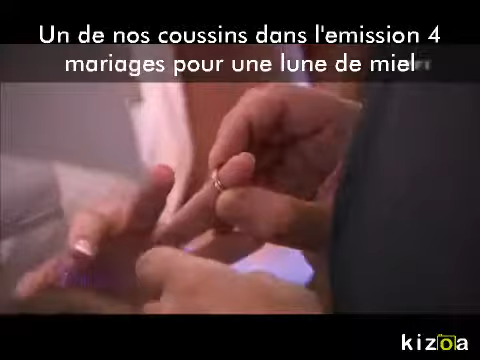 Un de nos coussins dans l'emission 4
mariages pour une lune de miel
kizoa